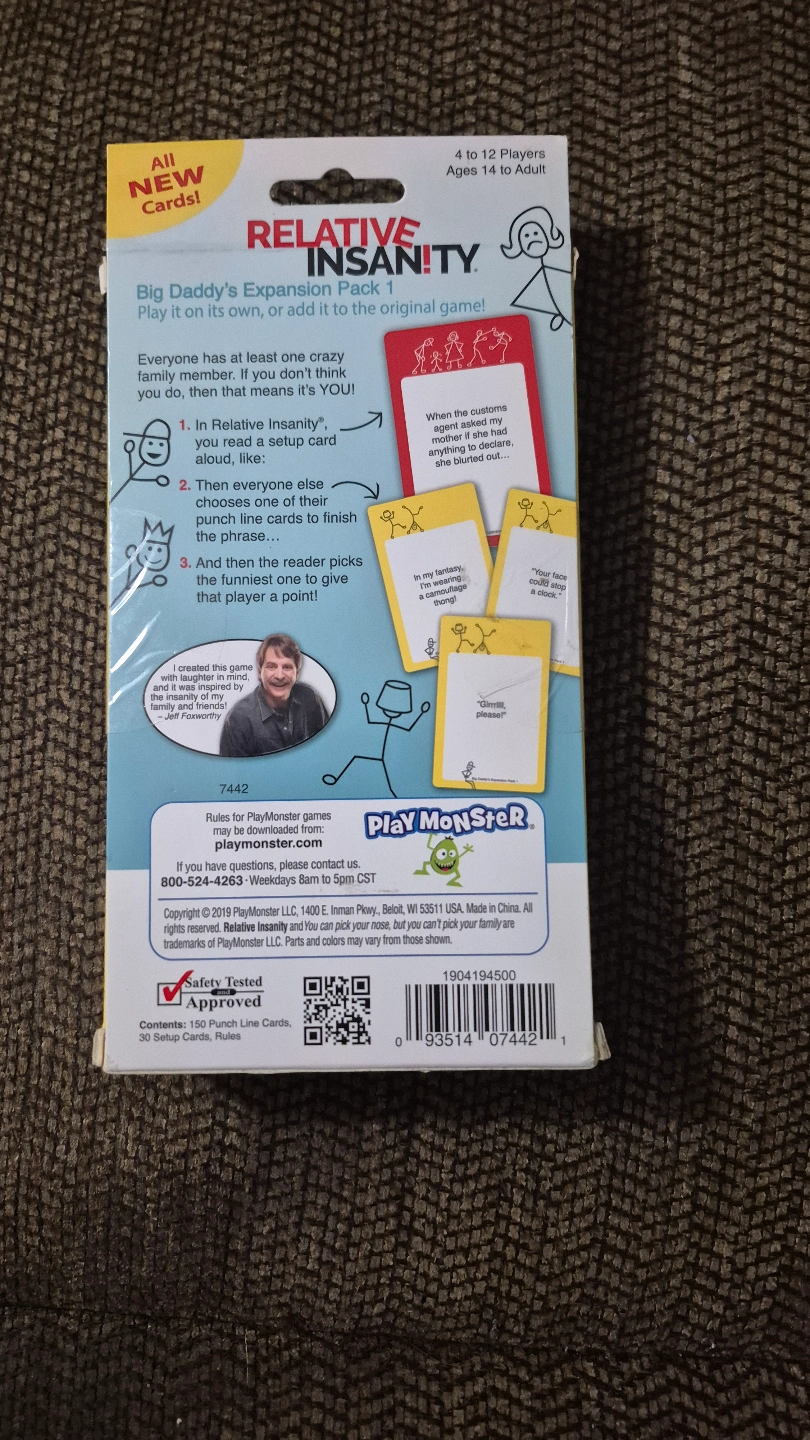 All
NEW
Cards!
4 to 12 Players
Ages 14 to Adult
RELATIVE
INSAN!TY®
Big Daddy's Expansion Pack 1
Play it on its own, or add it to the original game!
Everyone has at least one crazy
family member. If you don't think
you do, then that means it's YOU!
1. In Relative Insanity®,
you read a setup card
aloud, like:
2. Then everyone else
chooses one of their
punch line cards to finish
the phrase...
3. And then the reader picks
the funniest one to give
that player a point!
When the customs
agent asked my
mother if she had
anything to declare,
she blurted out...
In my fantasy,
I'm wearing
a camouflage
thong!
"Your face
could stop
a clock."
"Girrrlll,
please!"
Big Daddy's Expansion Pack 1
I created this game
with laughter in mind,
and it was inspired by
the insanity of my
family and friends!
– Jeff Foxworthy
7442
Rules for PlayMonster games
may be downloaded from:
playmonster.com
If you have questions, please contact us.
800-524-4263 · Weekdays 8am to 5pm CST
PLAY MONSTER®
Copyright © 2019 PlayMonster LLC, 1400 E. Inman Pkwy., Beloit, WI 53511 USA. Made in China. All
rights reserved. Relative Insanity and You can pick your nose, but you can't pick your family are
trademarks of PlayMonster LLC. Parts and colors may vary from those shown.
Safety Tested
and
Approved
Contents: 150 Punch Line Cards,
30 Setup Cards, Rules
1904194500
0 93514 07442 1